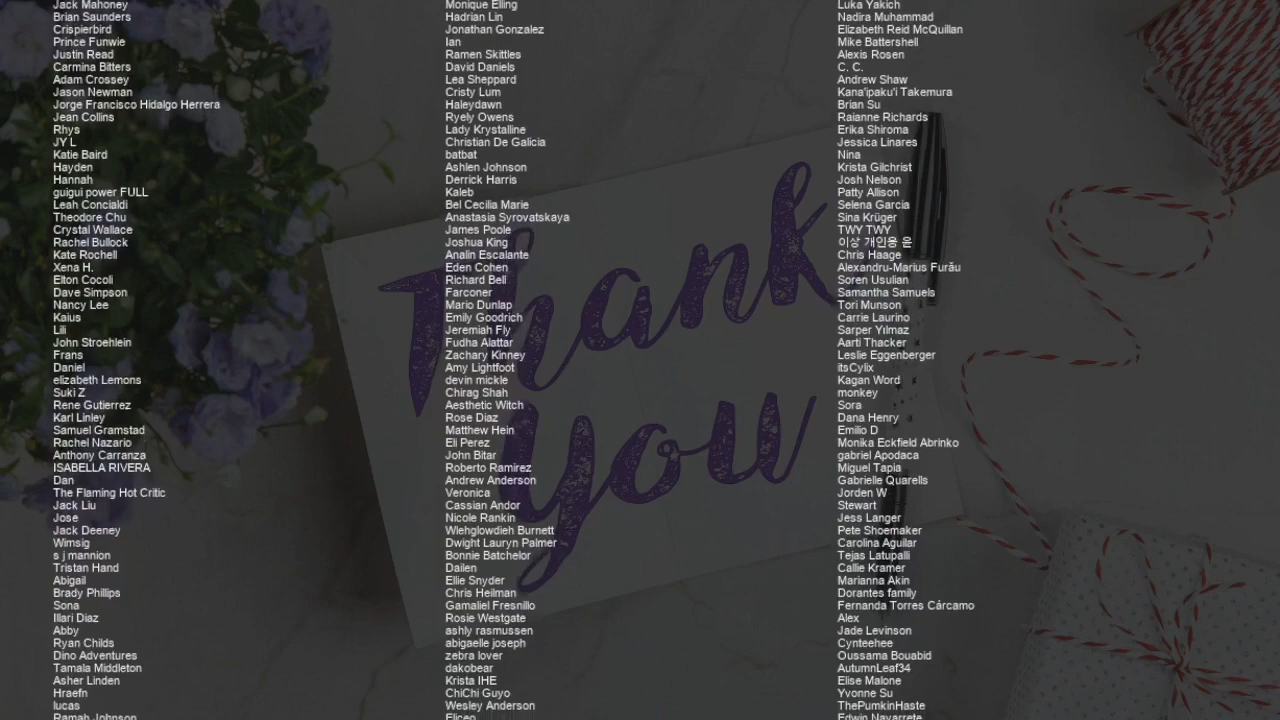 Jack Mahoney
Brian Saunders
Crispierbird
Prince Funwie
Justin Read
Carmina Bitters
Adam Crossey
Jason Newman
Jorge Francisco Hidalgo Herrera
Jean Collins
Rhys
JY L
Katie Baird
Hayden
Hannah
guigui power FULL
Leah Concialdi
Theodore Chu
Crystal Wallace
Rachel Bullock
Kate Rochell
Xena H.
Elton Cocoli
Dave Simpson
Nancy Lee
Kaius
Lili
John Stroehlein
Frans
Daniel
elizabeth Lemons
Suki Z
Rene Gutierrez
Karl Linley
Samuel Gramstad
Rachel Nazario
Anthony Carranza
ISABELLA RIVERA
Dan
The Flaming Hot Critic
Jack Liu
Jose
Jack Deeney
Wimsig
s j mannion
Tristan Hand
Abigail
Brady Phillips
Sona
Illari Diaz
Abby
Ryan Childs
Dino Adventures
Tamala Middleton
Asher Linden
Hraefn
lucas
Ramah Johnson
Monique Elling
Hadrian Lin
Jonathan Gonzalez
Ian
Ramen Skittles
David Daniels
Lea Sheppard
Cristy Lum
Haleydawn
Ryely Owens
Lady Krystalline
Christian De Galicia
batbat
Ashlen Johnson
Derrick Harris
Kaleb
Bel Cecilia Marie
Anastasia Syrovatskaya
James Poole
Joshua King
Analin Escalante
Eden Cohen
Richard Bell
Farconer
Mario Dunlap
Emily Goodrich
Jeremiah Fly
Fudha Alattar
Zachary Kinney
Amy Lightfoot
devin mickle
Chirag Shah
Aesthetic Witch
Rose Diaz
Matthew Hein
Eli Perez
John Bitar
Roberto Ramirez
Andrew Anderson
Veronica
Cassian Andor
Nicole Rankin
Wlehglowdieh Burnett
Dwight Lauryn Palmer
Bonnie Batchelor
Dailen
Ellie Snyder
Chris Heilman
Gamaliel Fresnillo
Rosie Westgate
ashly rasmussen
abigaelle joseph
zebra lover
dakobear
Krista IHE
ChiChi Guyo
Wesley Anderson
Eliceo
Luka Yakich
Nadira Muhammad
Elizabeth Reid McQuillan
Mike Battershell
Alexis Rosen
C. C.
Andrew Shaw
Kana'ipaku'i Takemura
Brian Su
Raianne Richards
Erika Shiroma
Jessica Linares
Nina
Krista Gilchrist
Josh Nelson
Patty Allison
Selena Garcia
Sina Krüger
TWY TWY
이상 개인용 윤
Chris Haage
Alexandru-Marius Furău
Soren Usulian
Samantha Samuels
Tori Munson
Carrie Laurino
Sarper Yılmaz
Aarti Thacker
Leslie Eggenberger
itsCylix
Kagan Word
monkey
Sora
Dana Henry
Emilio D
Monika Eckfield Abrinko
gabriel Apodaca
Miguel Tapia
Gabrielle Quarells
Jorden W
Stewart
Jess Langer
Pete Shoemaker
Carolina Aguilar
Tejas Latupalli
Callie Kramer
Marianna Akin
Dorantes family
Fernanda Torres Cárcamo
Alex
Jade Levinson
Cynteehee
Oussama Bouabid
AutumnLeaf34
Elise Malone
Yvonne Su
ThePumkinHaste
Edwin Navarrete
Thank
you